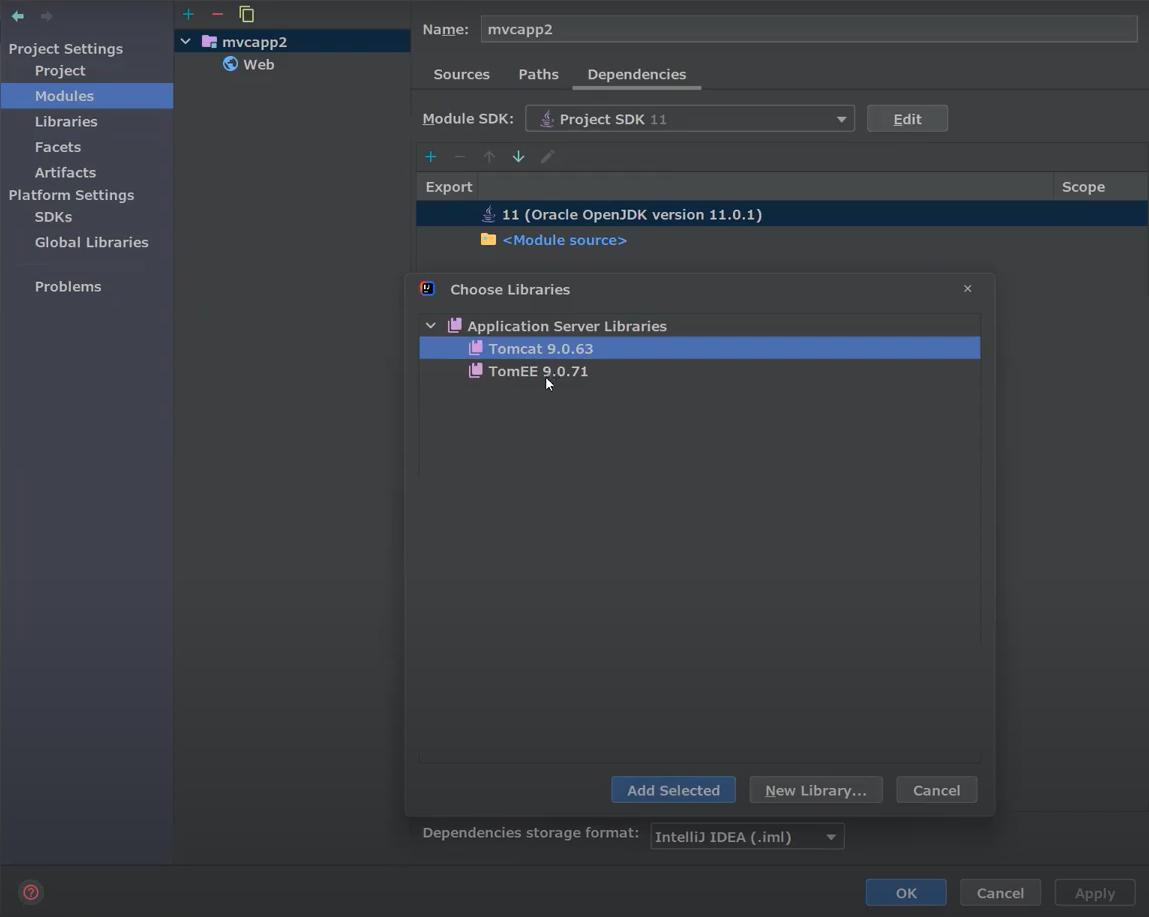 Project Settings
Project
Modules
Libraries
Facets
Artifacts
Platform Settings
SDKs
Global Libraries
Problems
mvcapp2
Web
Name: mvcapp2
Sources Paths Dependencies
Module SDK: Project SDK 11 Edit
Export Scope
11 (Oracle OpenJDK version 11.0.1)
<Module source>
Choose Libraries
Application Server Libraries
Tomcat 9.0.63
TomEE 9.0.71
Add Selected New Library... Cancel
Dependencies storage format: IntelliJ IDEA (.iml)
OK Cancel Apply